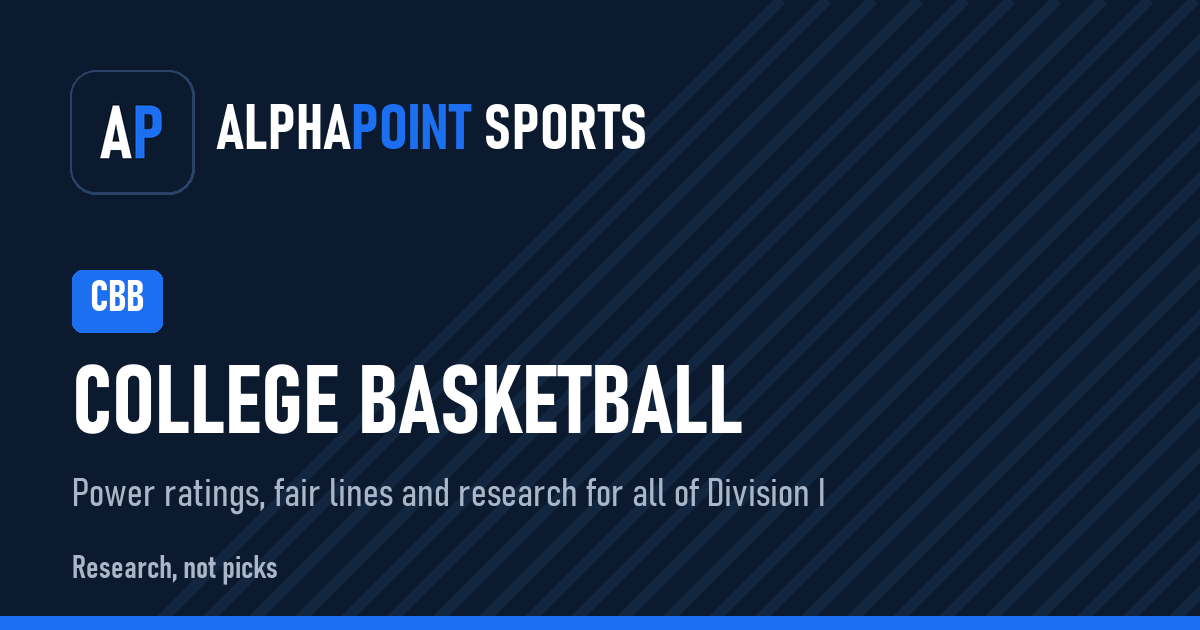 AP
ALPHAPOINT SPORTS
CBB
COLLEGE BASKETBALL
Power ratings, fair lines and research for all of Division I
Research, not picks